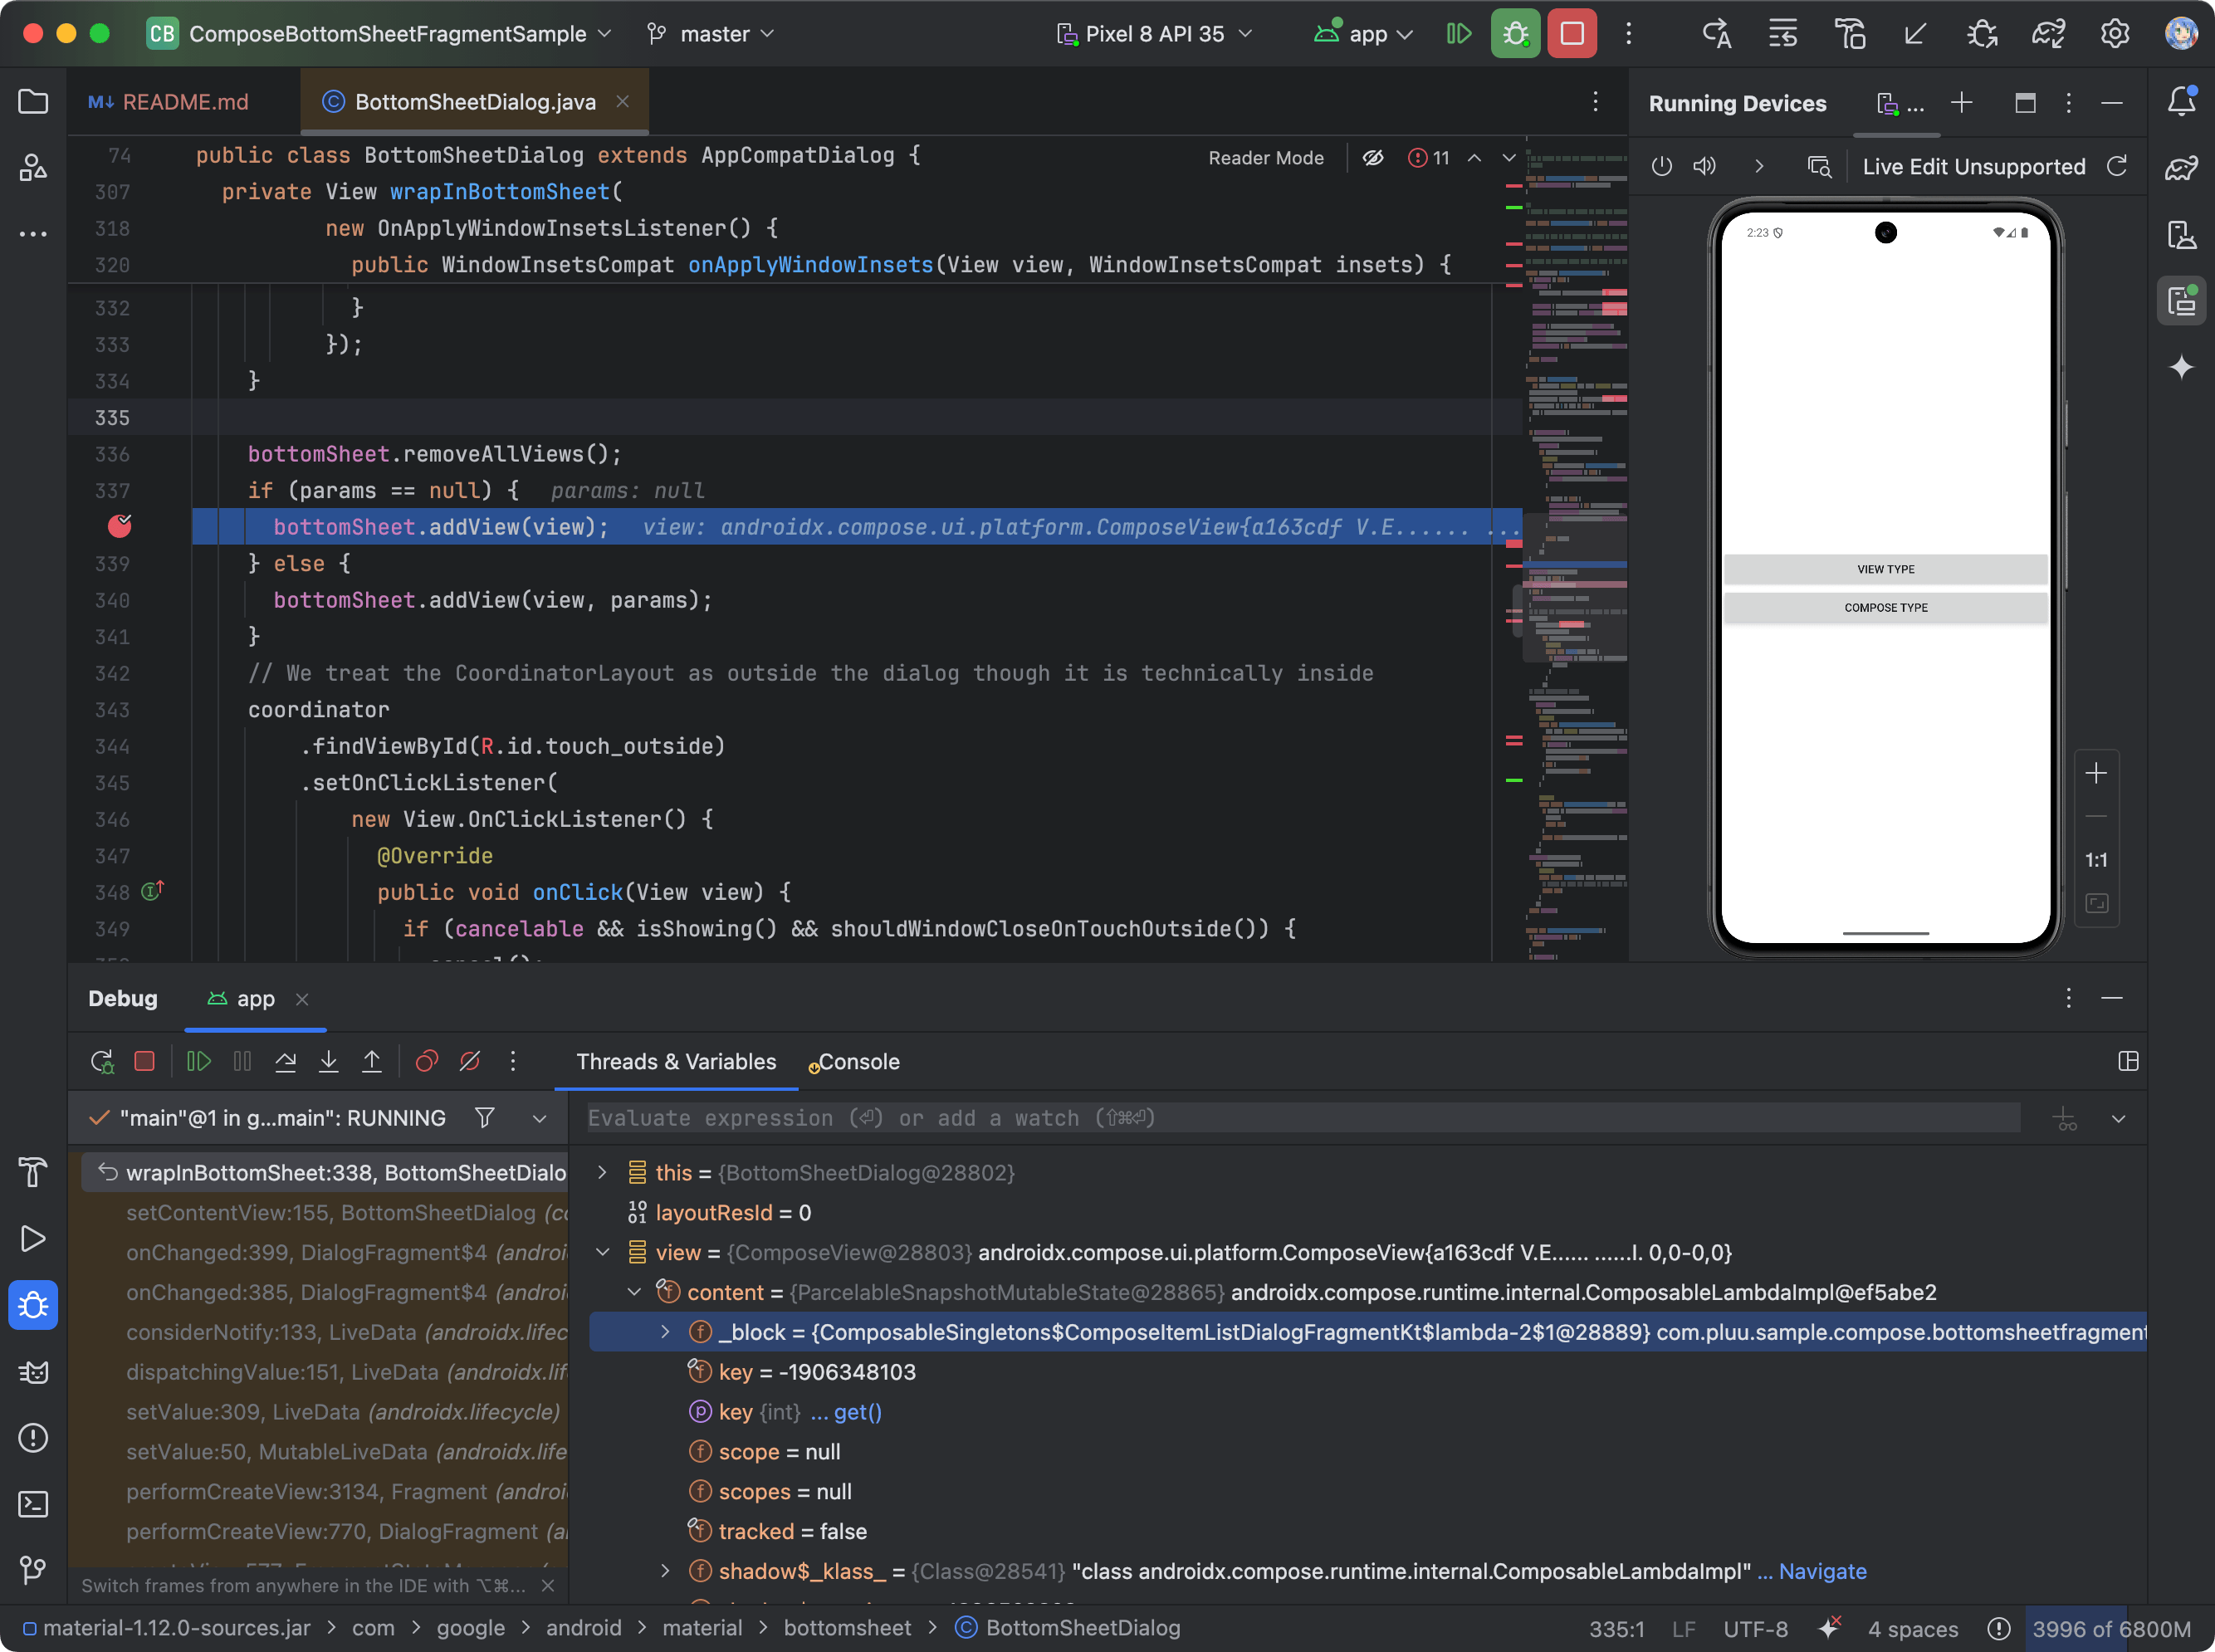 CB ComposeBottomSheetFragmentSample master Pixel 8 API 35 app
README.md BottomSheetDialog.java
Running Devices ...
Reader Mode 11
Live Edit Unsupported
74 public class BottomSheetDialog extends AppCompatDialog {
307 private View wrapInBottomSheet(
318 new OnApplyWindowInsetsListener() {
320 public WindowInsetsCompat onApplyWindowInsets(View view, WindowInsetsCompat insets) {
332 }
333 });
334 }
335
336 bottomSheet.removeAllViews();
337 if (params == null) { params: null
bottomSheet.addView(view); view: androidx.compose.ui.platform.ComposeView{a163cdf V.E...... ...
339 } else {
340 bottomSheet.addView(view, params);
341 }
342 // We treat the CoordinatorLayout as outside the dialog though it is technically inside
343 coordinator
344 .findViewById(R.id.touch_outside)
345 .setOnClickListener(
346 new View.OnClickListener() {
347 @Override
348 public void onClick(View view) {
349 if (cancelable && isShowing() && shouldWindowCloseOnTouchOutside()) {
2:23
VIEW TYPE
COMPOSE TYPE
1:1
Debug app
Threads & Variables Console
"main"@1 in g...main": RUNNING
Evaluate expression (⏎) or add a watch (⇧⌘⏎)
wrapInBottomSheet:338, BottomSheetDialo
setContentView:155, BottomSheetDialog (co
onChanged:399, DialogFragment$4 (androi
onChanged:385, DialogFragment$4 (androi
considerNotify:133, LiveData (androidx.lifec
dispatchingValue:151, LiveData (androidx.lif
setValue:309, LiveData (androidx.lifecycle)
setValue:50, MutableLiveData (androidx.life
performCreateView:3134, Fragment (androi
performCreateView:770, DialogFragment (a
Switch frames from anywhere in the IDE with ⌥⌘...
this = {BottomSheetDialog@28802}
layoutResId = 0
view = {ComposeView@28803} androidx.compose.ui.platform.ComposeView{a163cdf V.E...... ......I. 0,0-0,0}
content = {ParcelableSnapshotMutableState@28865} androidx.compose.runtime.internal.ComposableLambdaImpl@ef5abe2
_block = {ComposableSingletons$ComposeItemListDialogFragmentKt$lambda-2$1@28889} com.pluu.sample.compose.bottomsheetfragment
key = -1906348103
key {int} ... get()
scope = null
scopes = null
tracked = false
shadow$_klass_ = {Class@28541} "class androidx.compose.runtime.internal.ComposableLambdaImpl" ... Navigate
material-1.12.0-sources.jar > com > google > android > material > bottomsheet > BottomSheetDialog
335:1 LF UTF-8 4 spaces 3996 of 6800M